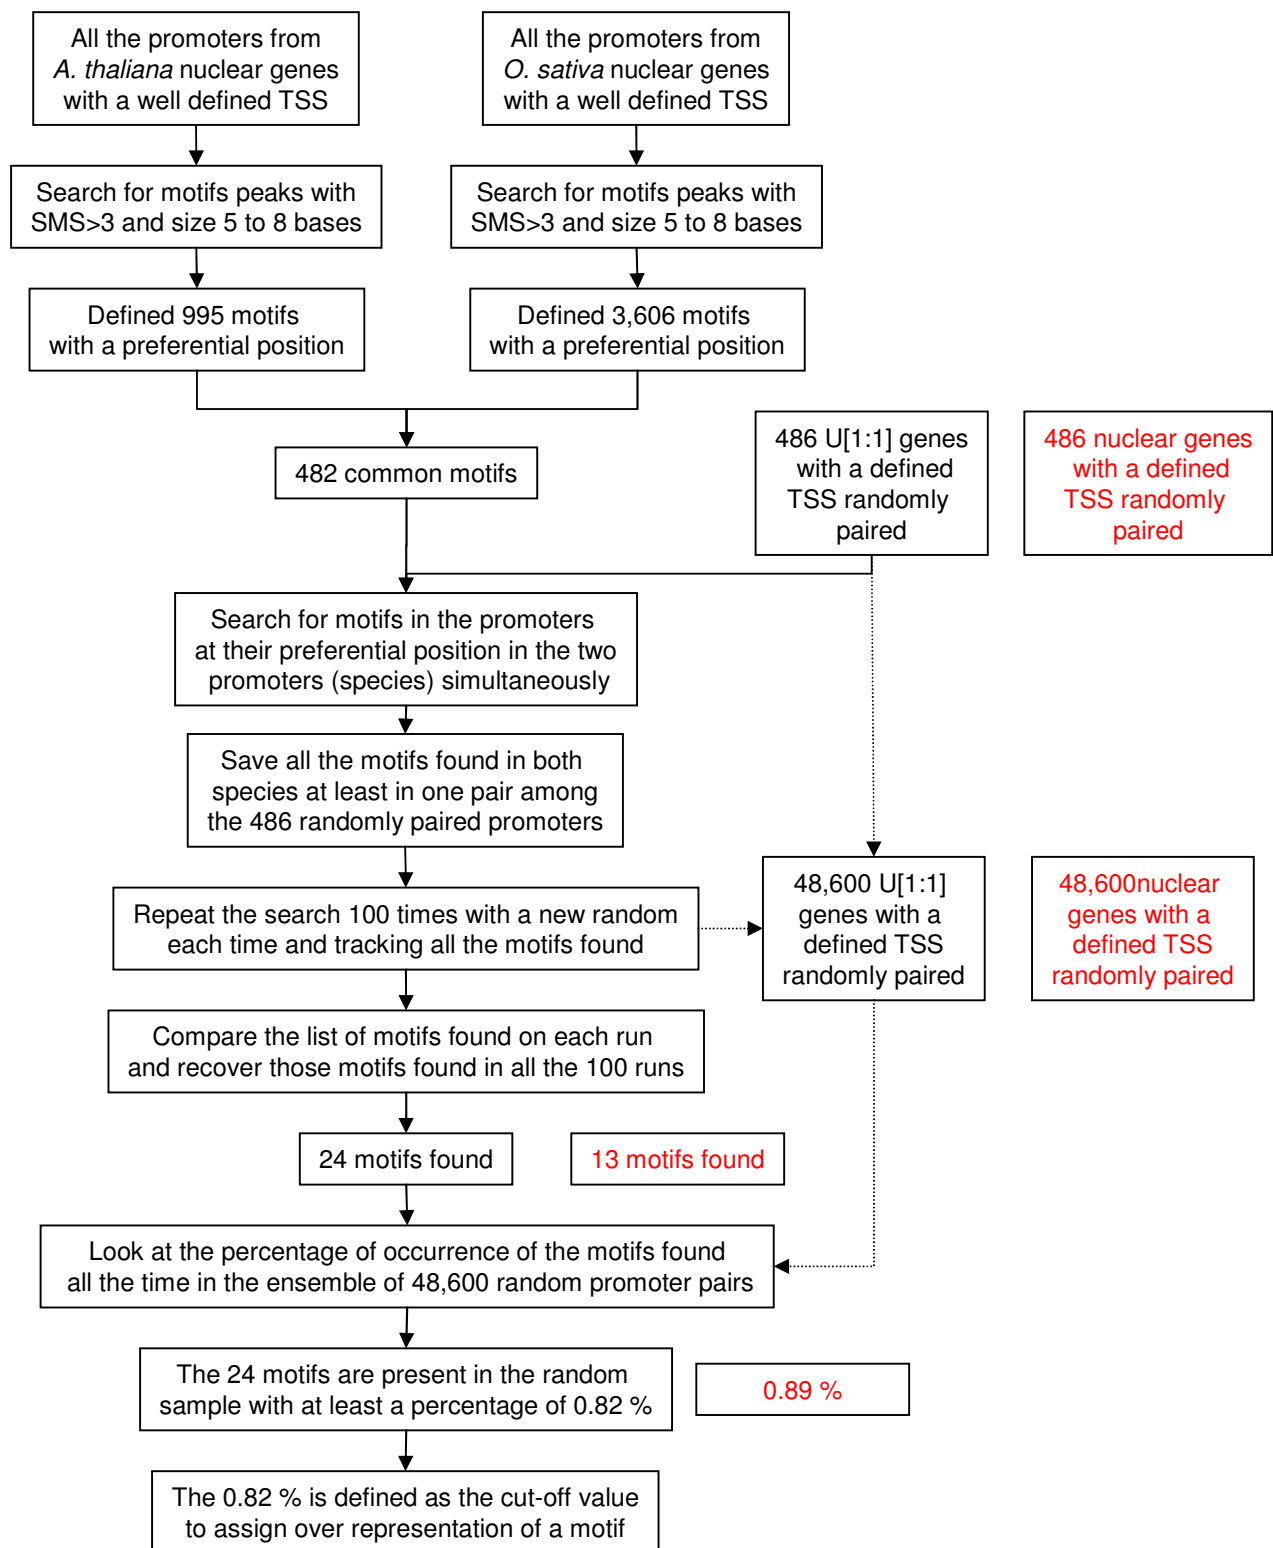 All the promoters from
A. thaliana nuclear genes
with a well defined TSS
All the promoters from
O. sativa nuclear genes
with a well defined TSS
Search for motifs peaks with
SMS>3 and size 5 to 8 bases
Search for motifs peaks with
SMS>3 and size 5 to 8 bases
Defined 995 motifs
with a preferential position
Defined 3,606 motifs
with a preferential position
482 common motifs
486 U[1:1] genes
with a defined
TSS randomly
paired
486 nuclear genes
with a defined
TSS randomly
paired
Search for motifs in the promoters
at their preferential position in the two
promoters (species) simultaneously
Save all the motifs found in both
species at least in one pair among
the 486 randomly paired promoters
Repeat the search 100 times with a new random
each time and tracking all the motifs found
48,600 U[1:1]
genes with a
defined TSS
randomly paired
48,600nuclear
genes with a
defined TSS
randomly paired
Compare the list of motifs found on each run
and recover those motifs found in all the 100 runs
24 motifs found
13 motifs found
Look at the percentage of occurrence of the motifs found
all the time in the ensemble of 48,600 random promoter pairs
The 24 motifs are present in the random
sample with at least a percentage of 0.82 %
0.89 %
The 0.82 % is defined as the cut-off value
to assign over representation of a motif